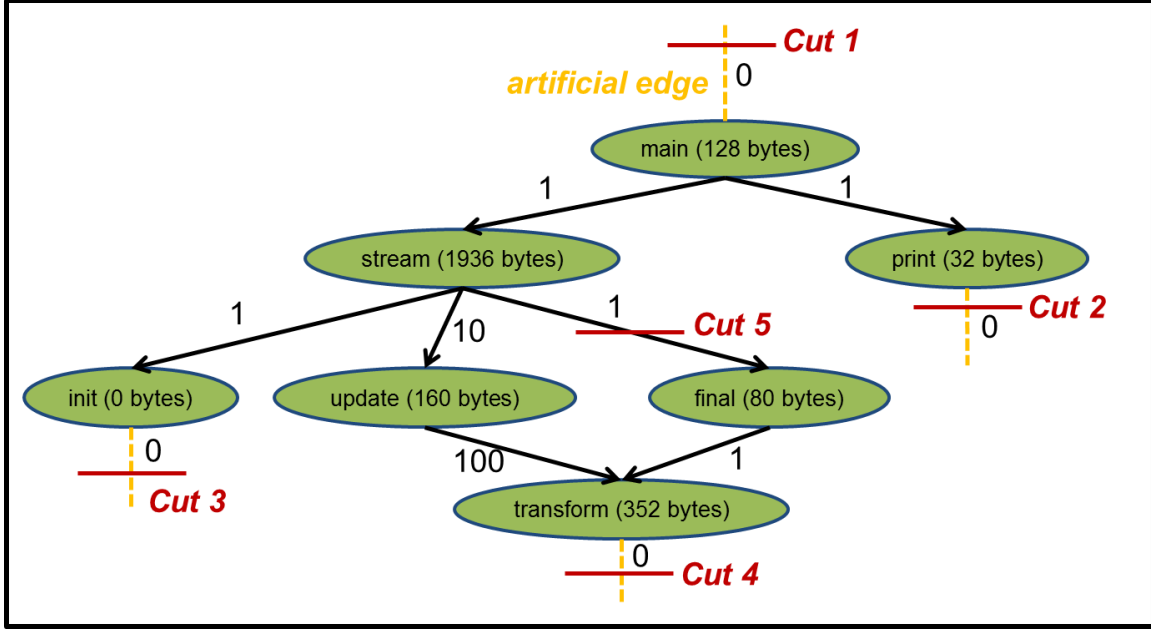 Cut 1
0
artificial edge
main (128 bytes)
1
1
stream (1936 bytes)
print (32 bytes)
1
10
1
Cut 5
Cut 2
0
init (0 bytes)
update (160 bytes)
final (80 bytes)
0
100
1
Cut 3
transform (352 bytes)
0
Cut 4